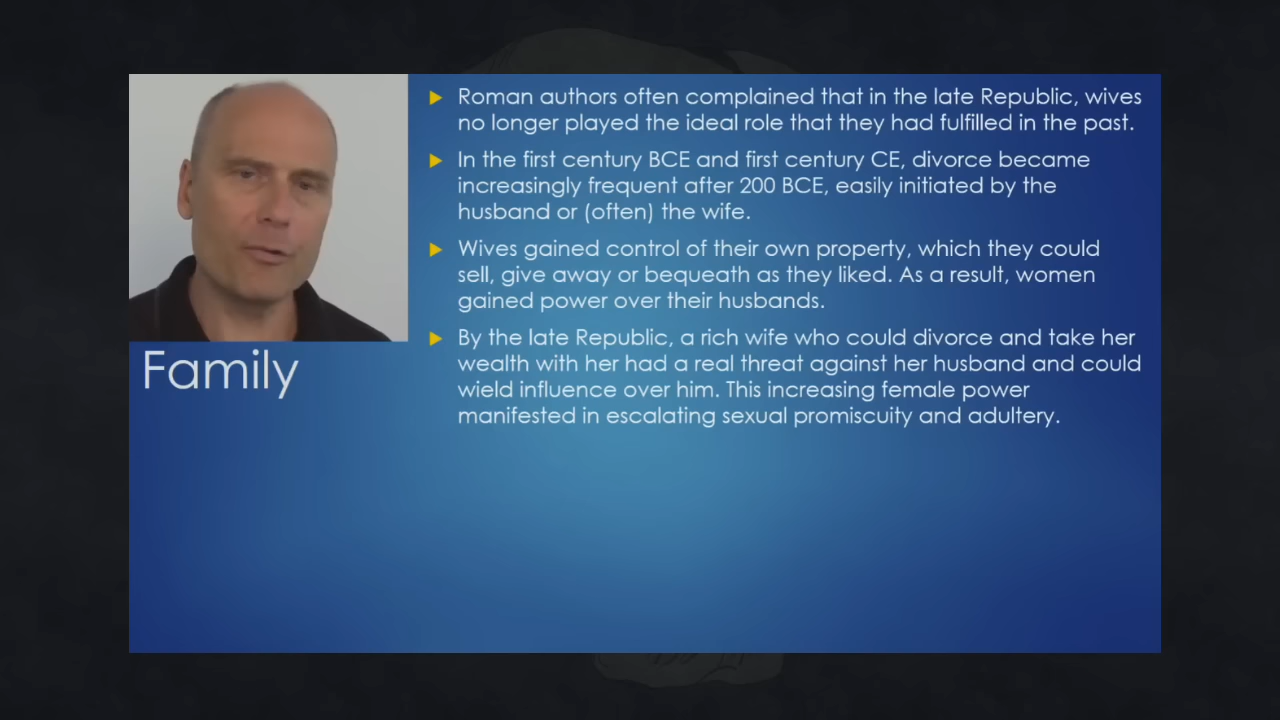 Roman authors often complained that in the late Republic, wives
no longer played the ideal role that they had fulfilled in the past.
In the first century BCE and first century CE, divorce became
increasingly frequent after 200 BCE, easily initiated by the
husband or (often) the wife.
Wives gained control of their own property, which they could
sell, give away or bequeath as they liked. As a result, women
gained power over their husbands.
By the late Republic, a rich wife who could divorce and take her
wealth with her had a real threat against her husband and could
wield influence over him. This increasing female power
manifested in escalating sexual promiscuity and adultery.
Family